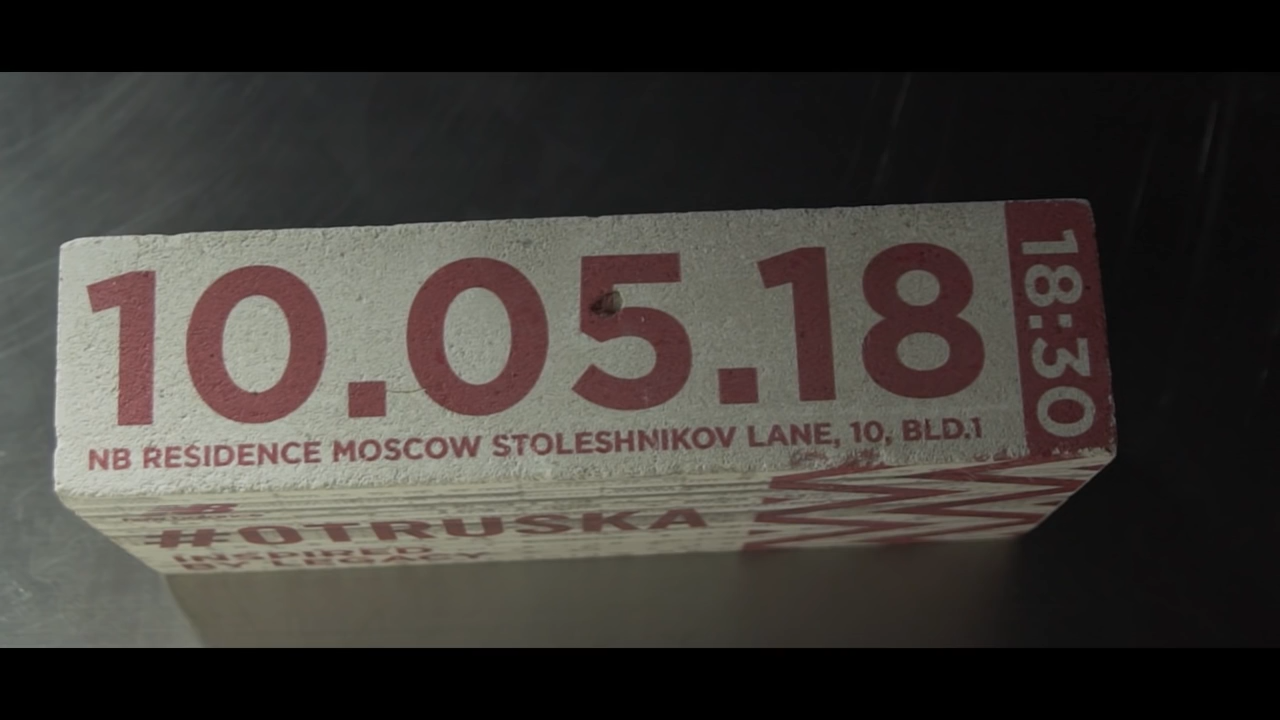 10.05.18
18:30
NB RESIDENCE MOSCOW STOLESHNIKOV LANE, 10, BLD.1
#OTRUSKA
INSPIRED
BY LEGACY